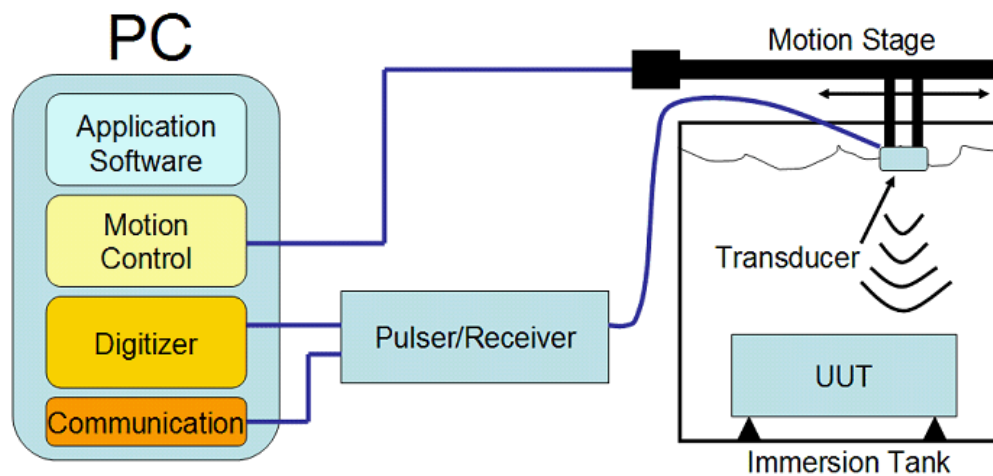 PC
Application
Software
Motion
Control
Digitizer
Communication
Pulser/Receiver
Motion Stage
Transducer
UUT
Immersion Tank